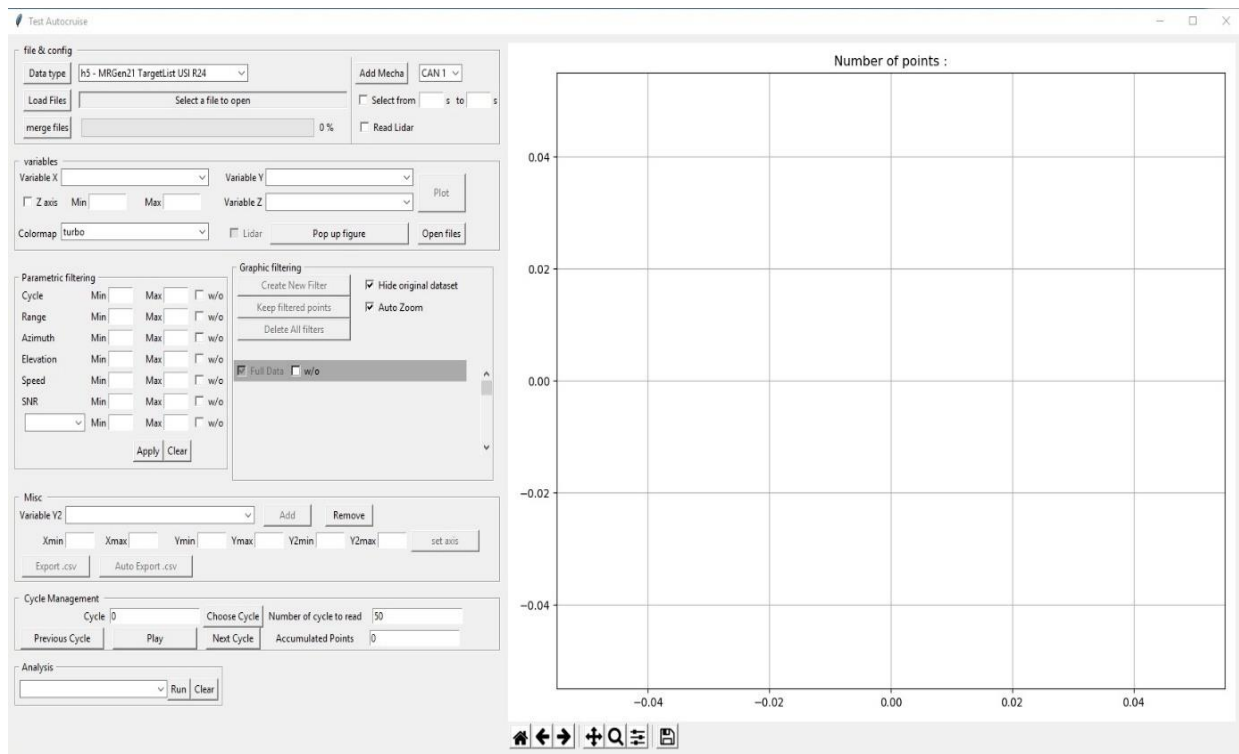 Test Autocruise
file & config
Data type h5 - MRGen21 TargetList USI R24 Add Mecha CAN 1
Load Files Select a file to open Select from s to s
merge files 0 % Read Lidar
variables
Variable X Variable Y Plot
Z axis Min Max Variable Z
Colormap turbo Lidar Pop up figure Open files
Parametric filtering
Cycle Min Max w/o
Range Min Max w/o
Azimuth Min Max w/o
Elevation Min Max w/o
Speed Min Max w/o
SNR Min Max w/o
Min Max w/o
Apply Clear
Graphic filtering
Create New Filter Hide original dataset
Keep filtered points Auto Zoom
Delete All filters
Full Data w/o
Misc
Variable Y2 Add Remove
Xmin Xmax Ymin Ymax Y2min Y2max set axis
Export .csv Auto Export .csv
Cycle Management
Cycle 0 Choose Cycle Number of cycle to read 50
Previous Cycle Play Next Cycle Accumulated Points 0
Analysis
Run Clear
Number of points :
0.04
0.02
0.00
−0.02
−0.04
−0.04 −0.02 0.00 0.02 0.04